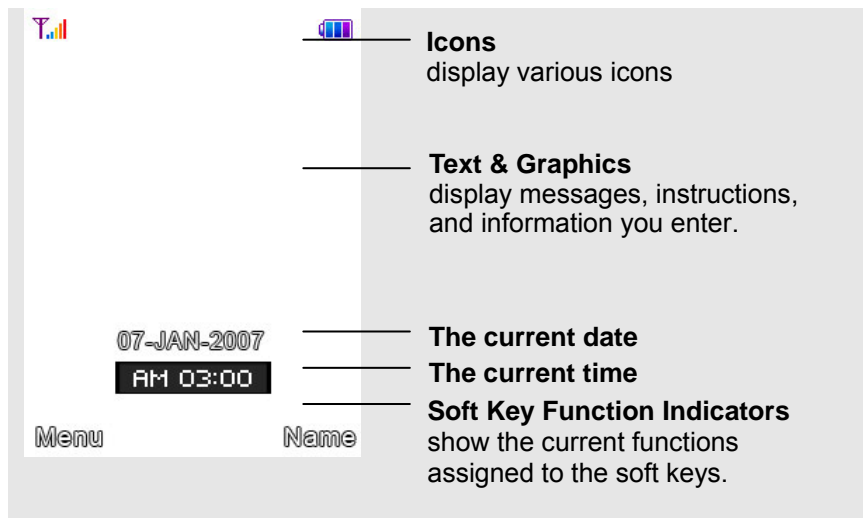 Icons
display various icons
Text & Graphics
display messages, instructions,
and information you enter.
07-JAN-2007
The current date
AM 03:00
The current time
Soft Key Function Indicators
Menu
Name
show the current functions
assigned to the soft keys.